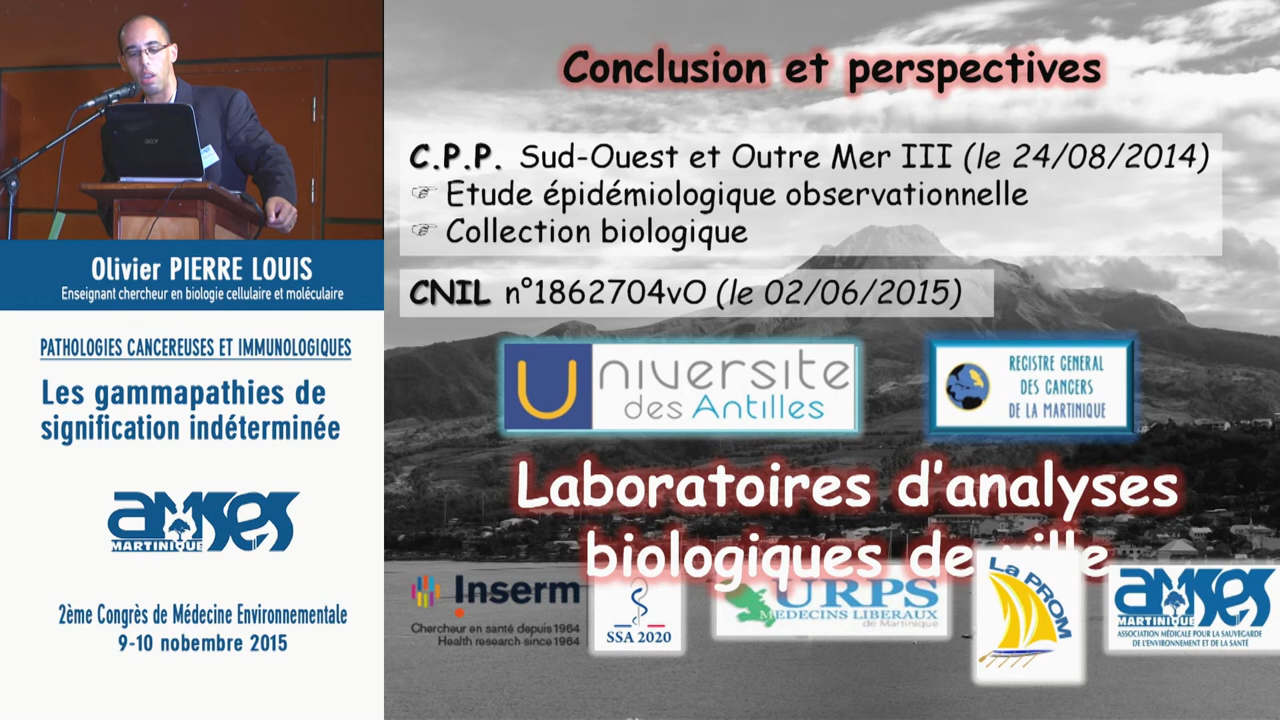 Olivier PIERRE LOUIS
Enseignant chercheur en biologie cellulaire et moléculaire
PATHOLOGIES CANCEREUSES ET IMMUNOLOGIQUES
Les gammapathies de
signification indéterminée
AMSES
MARTINIQUE
2ème Congrès de Médecine Environnementale
9-10 nobembre 2015
Conclusion et perspectives
C.P.P. Sud-Ouest et Outre Mer III (le 24/08/2014)
☞ Etude épidémiologique observationnelle
☞ Collection biologique
CNIL n°1862704vO (le 02/06/2015)
Universite
des Antilles
REGISTRE GENERAL
DES CANCERS
DE LA MARTINIQUE
Laboratoires d'analyses
biologiques de ville
Inserm
Chercheur en santé depuis 1964
Health research since 1964
SSA 2020
URPS
MEDECINS LIBERAUX
de Martinique
La PROM
AMSES
MARTINIQUE
ASSOCIATION MÉDICALE POUR LA SAUVEGARDE
DE L'ENVIRONNEMENT ET DE LA SANTÉ